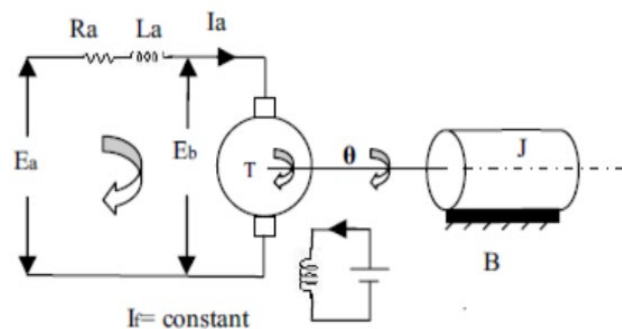 Ra La Ia
Ea Eb T θ J
B
If= constant